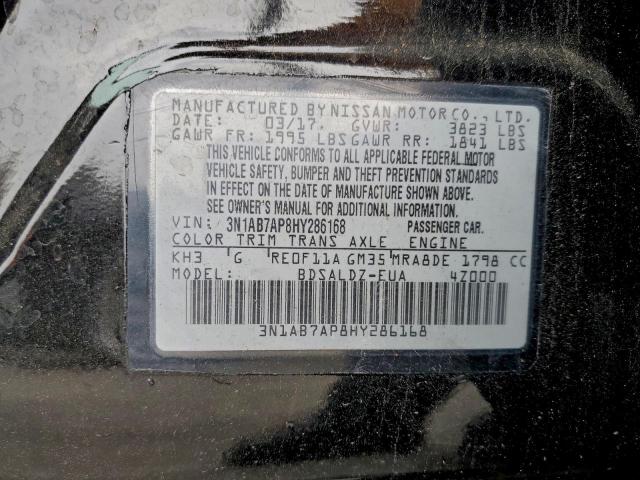 MANUFACTURED BY NISSAN MOTOR CO., LTD.
DATE: 03/17 GVWR: 3823 LBS
GAWR FR: 1995 LBS GAWR RR: 1841 LBS
THIS VEHICLE CONFORMS TO ALL APPLICABLE FEDERAL MOTOR
VEHICLE SAFETY, BUMPER AND THEFT PREVENTION STANDARDS
IN EFFECT ON THE DATE OF MANUFACTURE SHOWN ABOVE.
SEE OWNER'S MANUAL FOR ADDITIONAL INFORMATION.
VIN: 3N1AB7AP8HY286168 PASSENGER CAR.
COLOR TRIM TRANS AXLE ENGINE
KH3 G RE0F11A GM35 MRA8DE 1798 CC
MODEL: BDSALDZ-EUA 4Z000
3N1AB7AP8HY286168